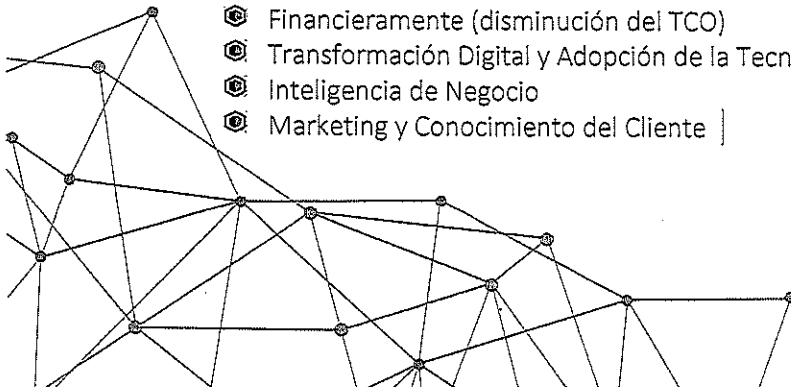 Financieramente (disminución del TCO)
Transformación Digital y Adopción de la Tecn
Inteligencia de Negocio
Marketing y Conocimiento del Cliente